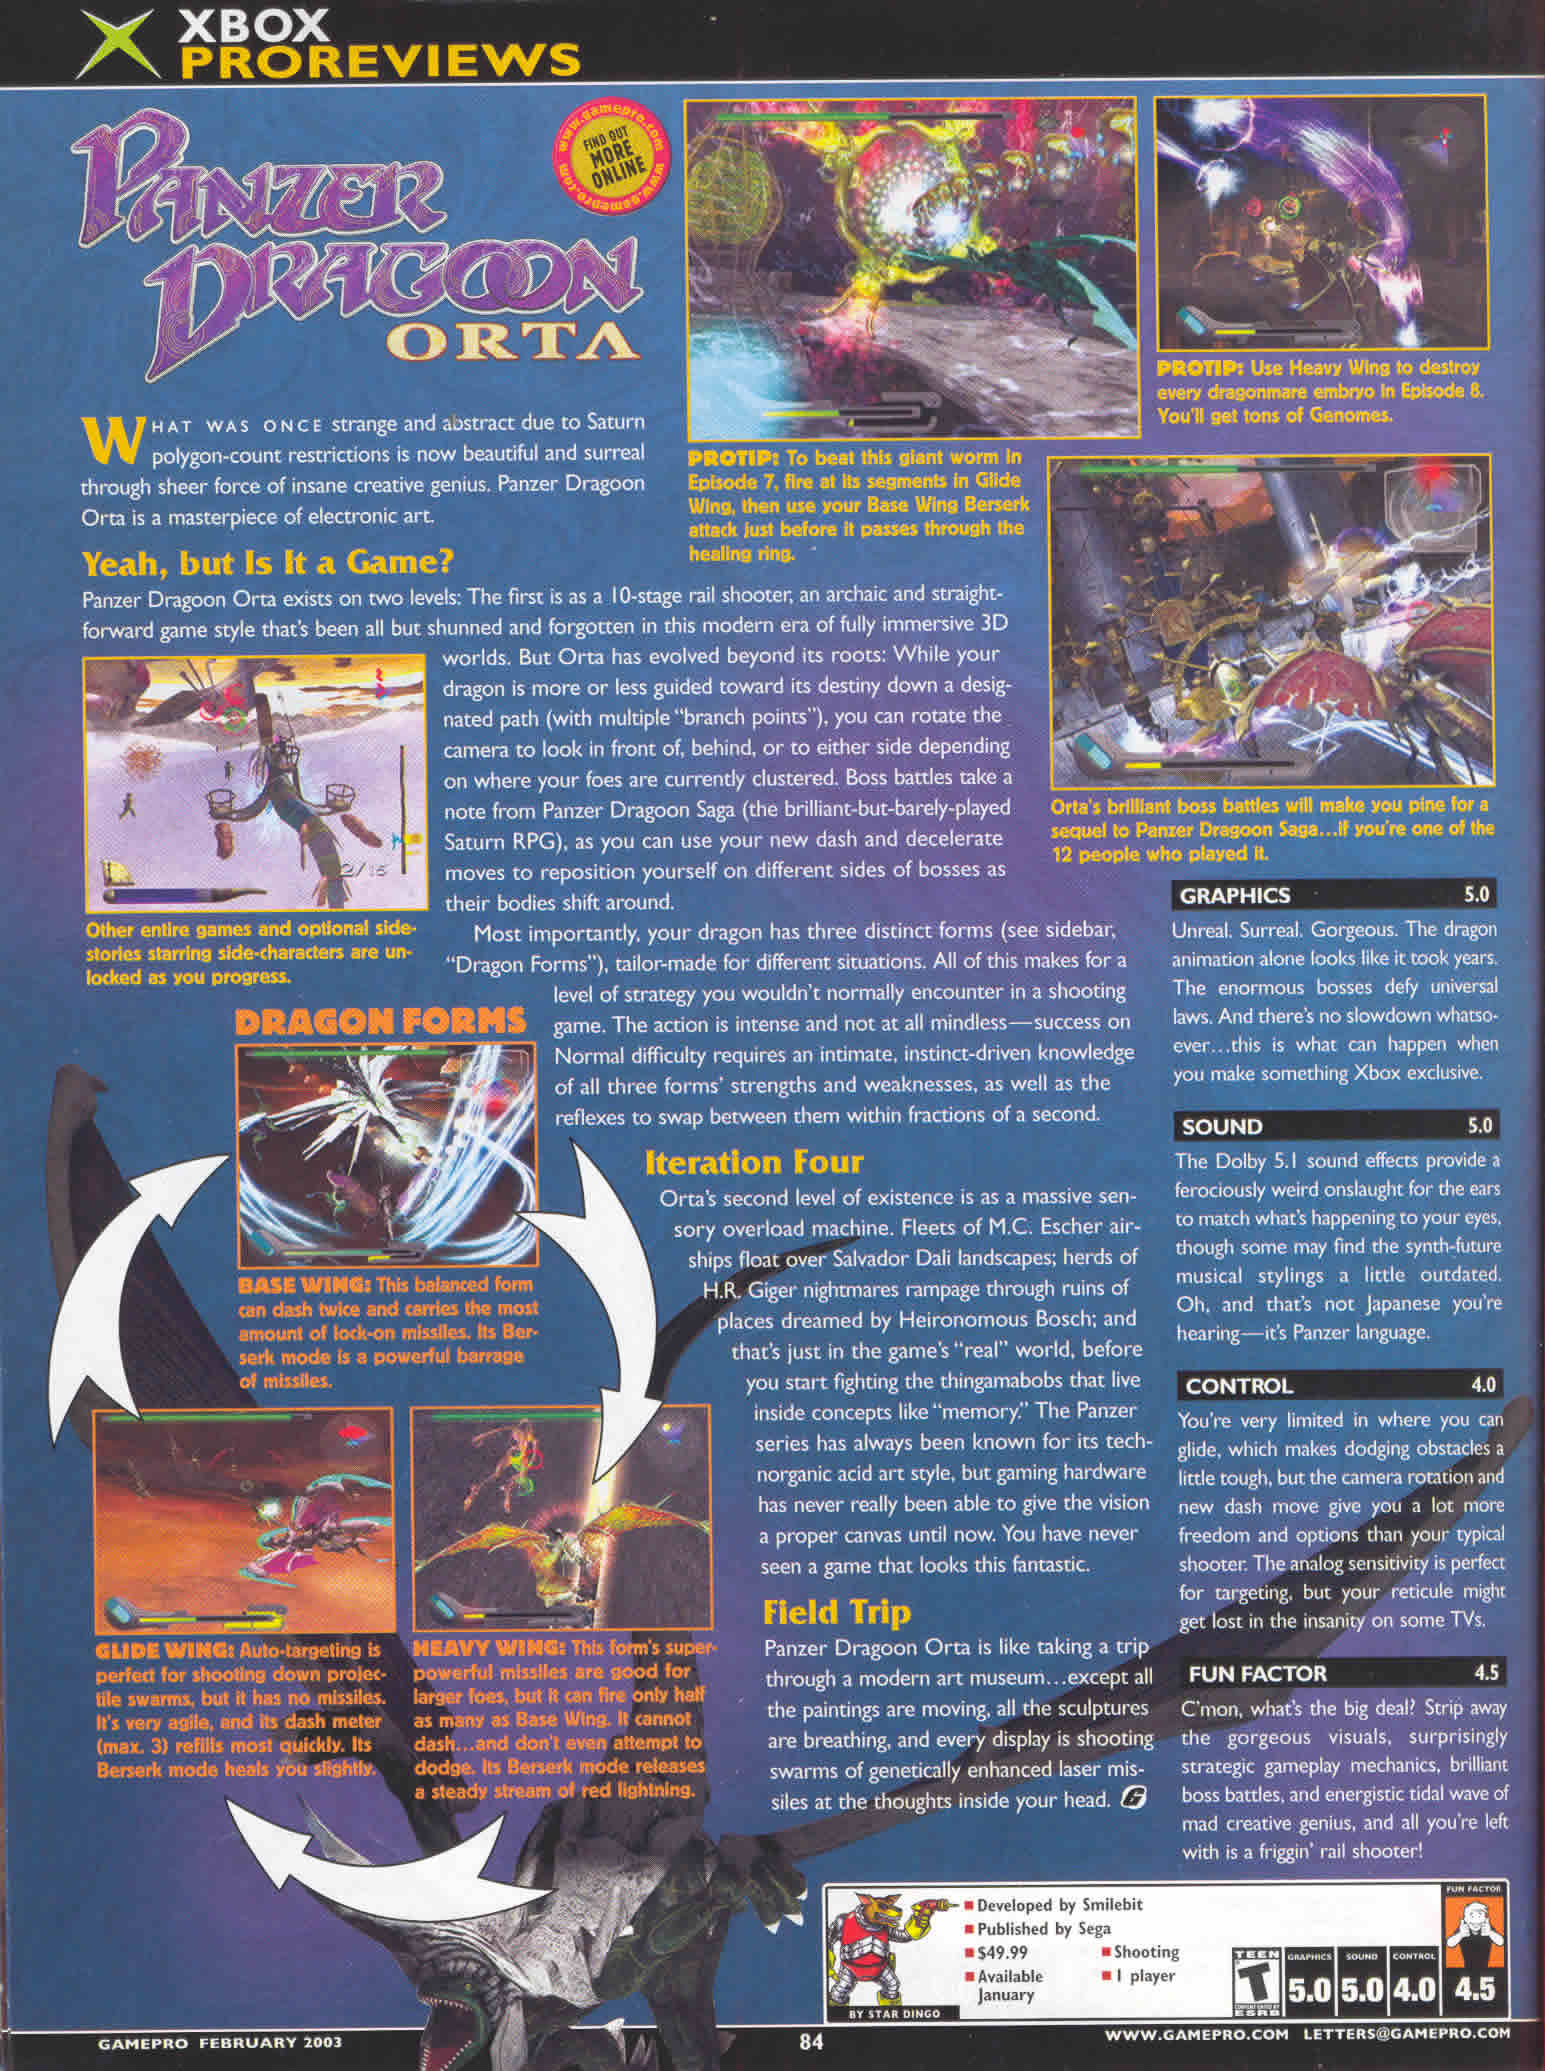 XBOX
PROREVIEWS
PANZER
DRAGOON
ORTA
www.gamepro.com www.gamepro.com
FIND OUT
MORE
ONLINE
WHAT WAS ONCE strange and abstract due to Saturn
polygon-count restrictions is now beautiful and surreal
through sheer force of insane creative genius. Panzer Dragoon
Orta is a masterpiece of electronic art.
Yeah, but Is It a Game?
Panzer Dragoon Orta exists on two levels: The first is as a 10-stage rail shooter, an archaic and straight-
forward game style that's been all but shunned and forgotten in this modern era of fully immersive 3D
worlds. But Orta has evolved beyond its roots: While your
dragon is more or less guided toward its destiny down a desig-
nated path (with multiple "branch points"), you can rotate the
camera to look in front of, behind, or to either side depending
on where your foes are currently clustered. Boss battles take a
note from Panzer Dragoon Saga (the brilliant-but-barely-played
Saturn RPG), as you can use your new dash and decelerate
moves to reposition yourself on different sides of bosses as
their bodies shift around.
Most importantly, your dragon has three distinct forms (see sidebar,
"Dragon Forms"), tailor-made for different situations. All of this makes for a
level of strategy you wouldn't normally encounter in a shooting
game. The action is intense and not at all mindless—success on
Normal difficulty requires an intimate, instinct-driven knowledge
of all three forms' strengths and weaknesses, as well as the
reflexes to swap between them within fractions of a second.
2/15
Other entire games and optional side-
stories starring side-characters are un-
locked as you progress.
PROTIP: To beat this giant worm in
Episode 7, fire at its segments in Glide
Wing, then use your Base Wing Berserk
attack just before it passes through the
healing ring.
PROTIP: Use Heavy Wing to destroy
every dragonmare embryo in Episode 8.
You'll get tons of Genomes.
Orta's brilliant boss battles will make you pine for a
sequel to Panzer Dragoon Saga...if you're one of the
12 people who played it.
DRAGON FORMS
BASE WING: This balanced form
can dash twice and carries the most
amount of lock-on missiles. Its Ber-
serk mode is a powerful barrage
of missiles.
GLIDE WING: Auto-targeting is
perfect for shooting down projec-
tile swarms, but it has no missiles.
It's very agile, and its dash meter
(max. 3) refills most quickly. Its
Berserk mode heals you slightly.
HEAVY WING: This form's super-
powerful missiles are good for
larger foes, but it can fire only half
as many as Base Wing. It cannot
dash...and don't even attempt to
dodge. Its Berserk mode releases
a steady stream of red lightning.
Iteration Four
Orta's second level of existence is as a massive sen-
sory overload machine. Fleets of M.C. Escher air-
ships float over Salvador Dali landscapes; herds of
H.R. Giger nightmares rampage through ruins of
places dreamed by Heironomous Bosch; and
that's just in the game's "real" world, before
you start fighting the thingamabobs that live
inside concepts like "memory." The Panzer
series has always been known for its tech-
norganic acid art style, but gaming hardware
has never really been able to give the vision
a proper canvas until now. You have never
seen a game that looks this fantastic.
Field Trip
Panzer Dragoon Orta is like taking a trip
through a modern art museum...except all
the paintings are moving, all the sculptures
are breathing, and every display is shooting
swarms of genetically enhanced laser mis-
siles at the thoughts inside your head. G
GRAPHICS 5.0
Unreal. Surreal. Gorgeous. The dragon
animation alone looks like it took years.
The enormous bosses defy universal
laws. And there's no slowdown whatso-
ever...this is what can happen when
you make something Xbox exclusive.
SOUND 5.0
The Dolby 5.1 sound effects provide a
ferociously weird onslaught for the ears
to match what's happening to your eyes,
though some may find the synth-future
musical stylings a little outdated.
Oh, and that's not Japanese you're
hearing—it's Panzer language.
CONTROL 4.0
You're very limited in where you can
glide, which makes dodging obstacles a
little tough, but the camera rotation and
new dash move give you a lot more
freedom and options than your typical
shooter. The analog sensitivity is perfect
for targeting, but your reticule might
get lost in the insanity on some TVs.
FUN FACTOR 4.5
C'mon, what's the big deal? Strip away
the gorgeous visuals, surprisingly
strategic gameplay mechanics, brilliant
boss battles, and energistic tidal wave of
mad creative genius, and all you're left
with is a friggin' rail shooter!
BY STAR DINGO
Developed by Smilebit
Published by Sega
$49.99 Shooting
Available January 1 player
TEEN
T
CONTENT RATED BY
ESRB
GRAPHICS 5.0
SOUND 5.0
CONTROL 4.0
FUN FACTOR 4.5
GAMEPRO FEBRUARY 2003
84
WWW.GAMEPRO.COM LETTERS@GAMEPRO.COM